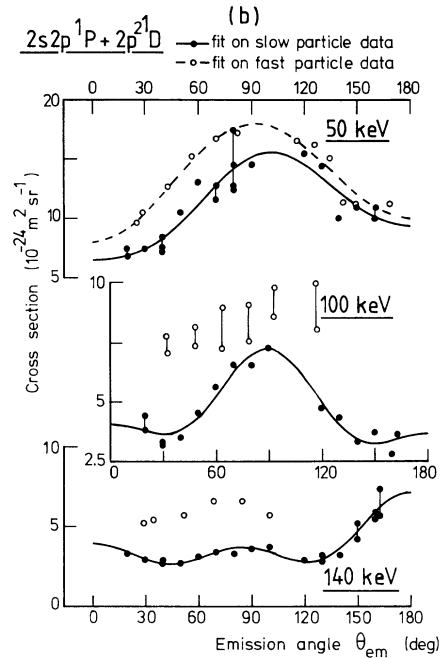 (b)
2s2p ¹P + 2p² ¹D
fit on slow particle data
fit on fast particle data
0 30 60 90 120 150 180
20
50 keV
10
5
10
100 keV
5
2.5
0 60 120 180
10
5
140 keV
0
0 30 60 90 120 150 180
Emission angle θem (deg)
Cross section (10⁻²⁴ m² sr⁻¹)